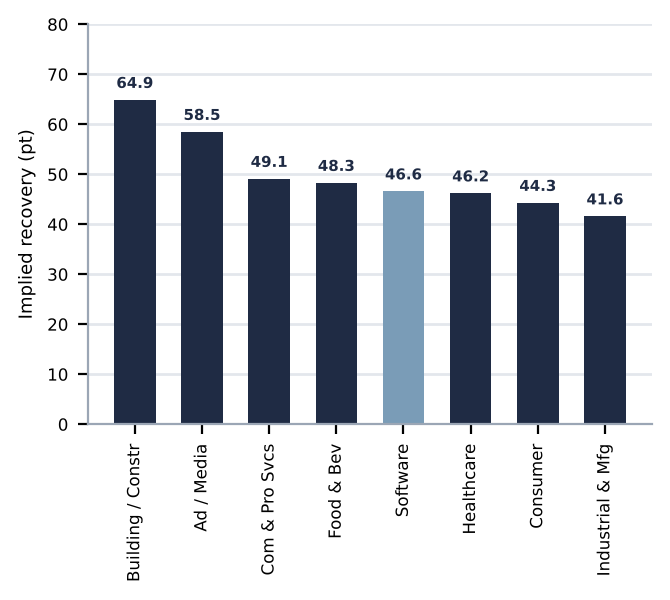 Implied recovery (pt)
80
70
60
50
40
30
20
10
0
64.9
58.5
49.1
48.3
46.6
46.2
44.3
41.6
Building / Constr
Ad / Media
Com & Pro Svcs
Food & Bev
Software
Healthcare
Consumer
Industrial & Mfg